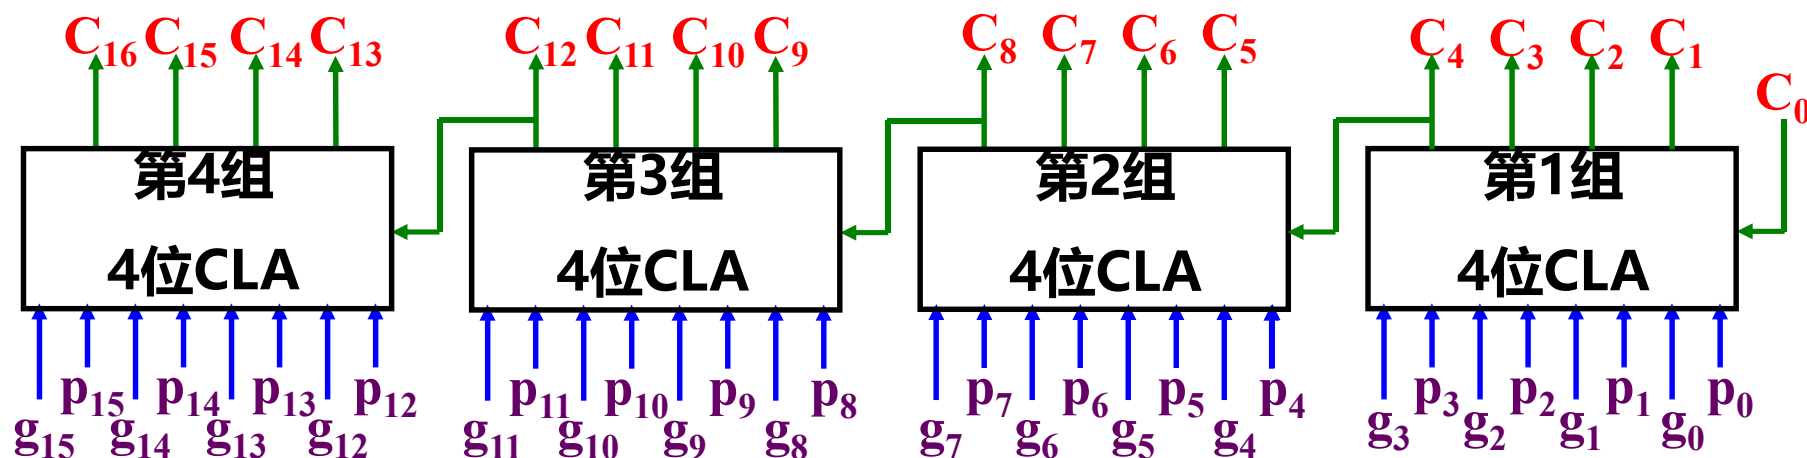 C16 C15 C14 C13 C12 C11 C10 C9 C8 C7 C6 C5 C4 C3 C2 C1
C0
第4组 第3组 第2组 第1组
4位CLA 4位CLA 4位CLA 4位CLA
p15 p14 p13 p12 p11 p10 p9 p8 p7 p6 p5 p4 p3 p2 p1 p0
g15 g14 g13 g12 g11 g10 g9 g8 g7 g6 g5 g4 g3 g2 g1 g0